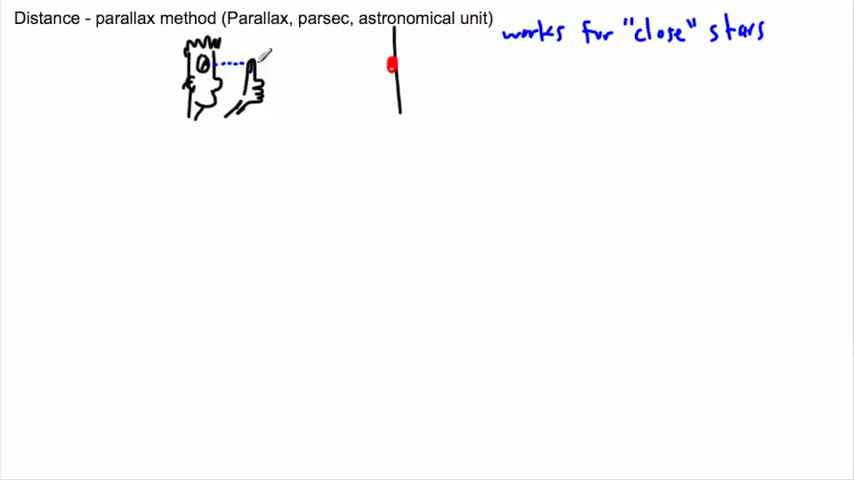 Distance - parallax method (Parallax, parsec, astronomical unit)
works for "close" stars